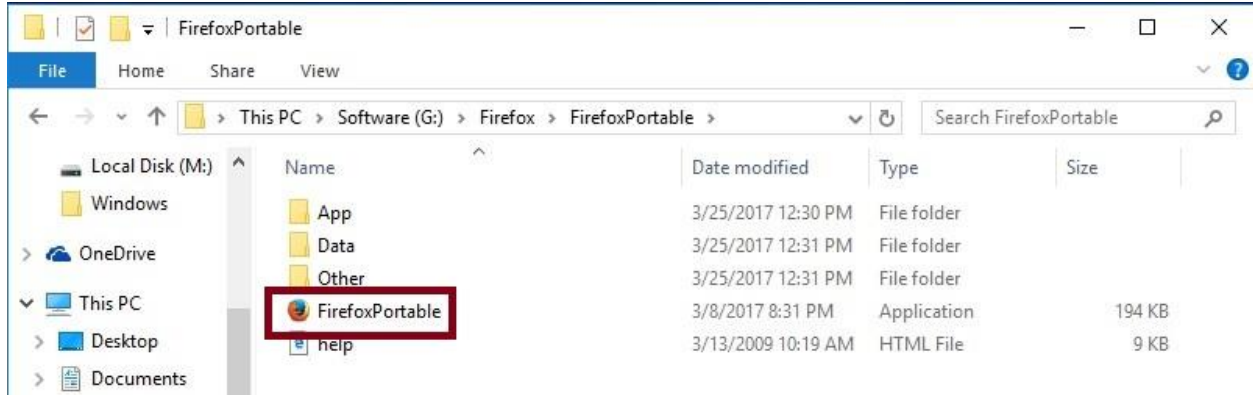 FirefoxPortable
File Home Share View
This PC > Software (G:) > Firefox > FirefoxPortable > Search FirefoxPortable
Local Disk (M:) Name Date modified Type Size
Windows App 3/25/2017 12:30 PM File folder
Data 3/25/2017 12:31 PM File folder
OneDrive Other 3/25/2017 12:31 PM File folder
This PC FirefoxPortable 3/8/2017 8:31 PM Application 194 KB
Desktop help 3/13/2009 10:19 AM HTML File 9 KB
Documents